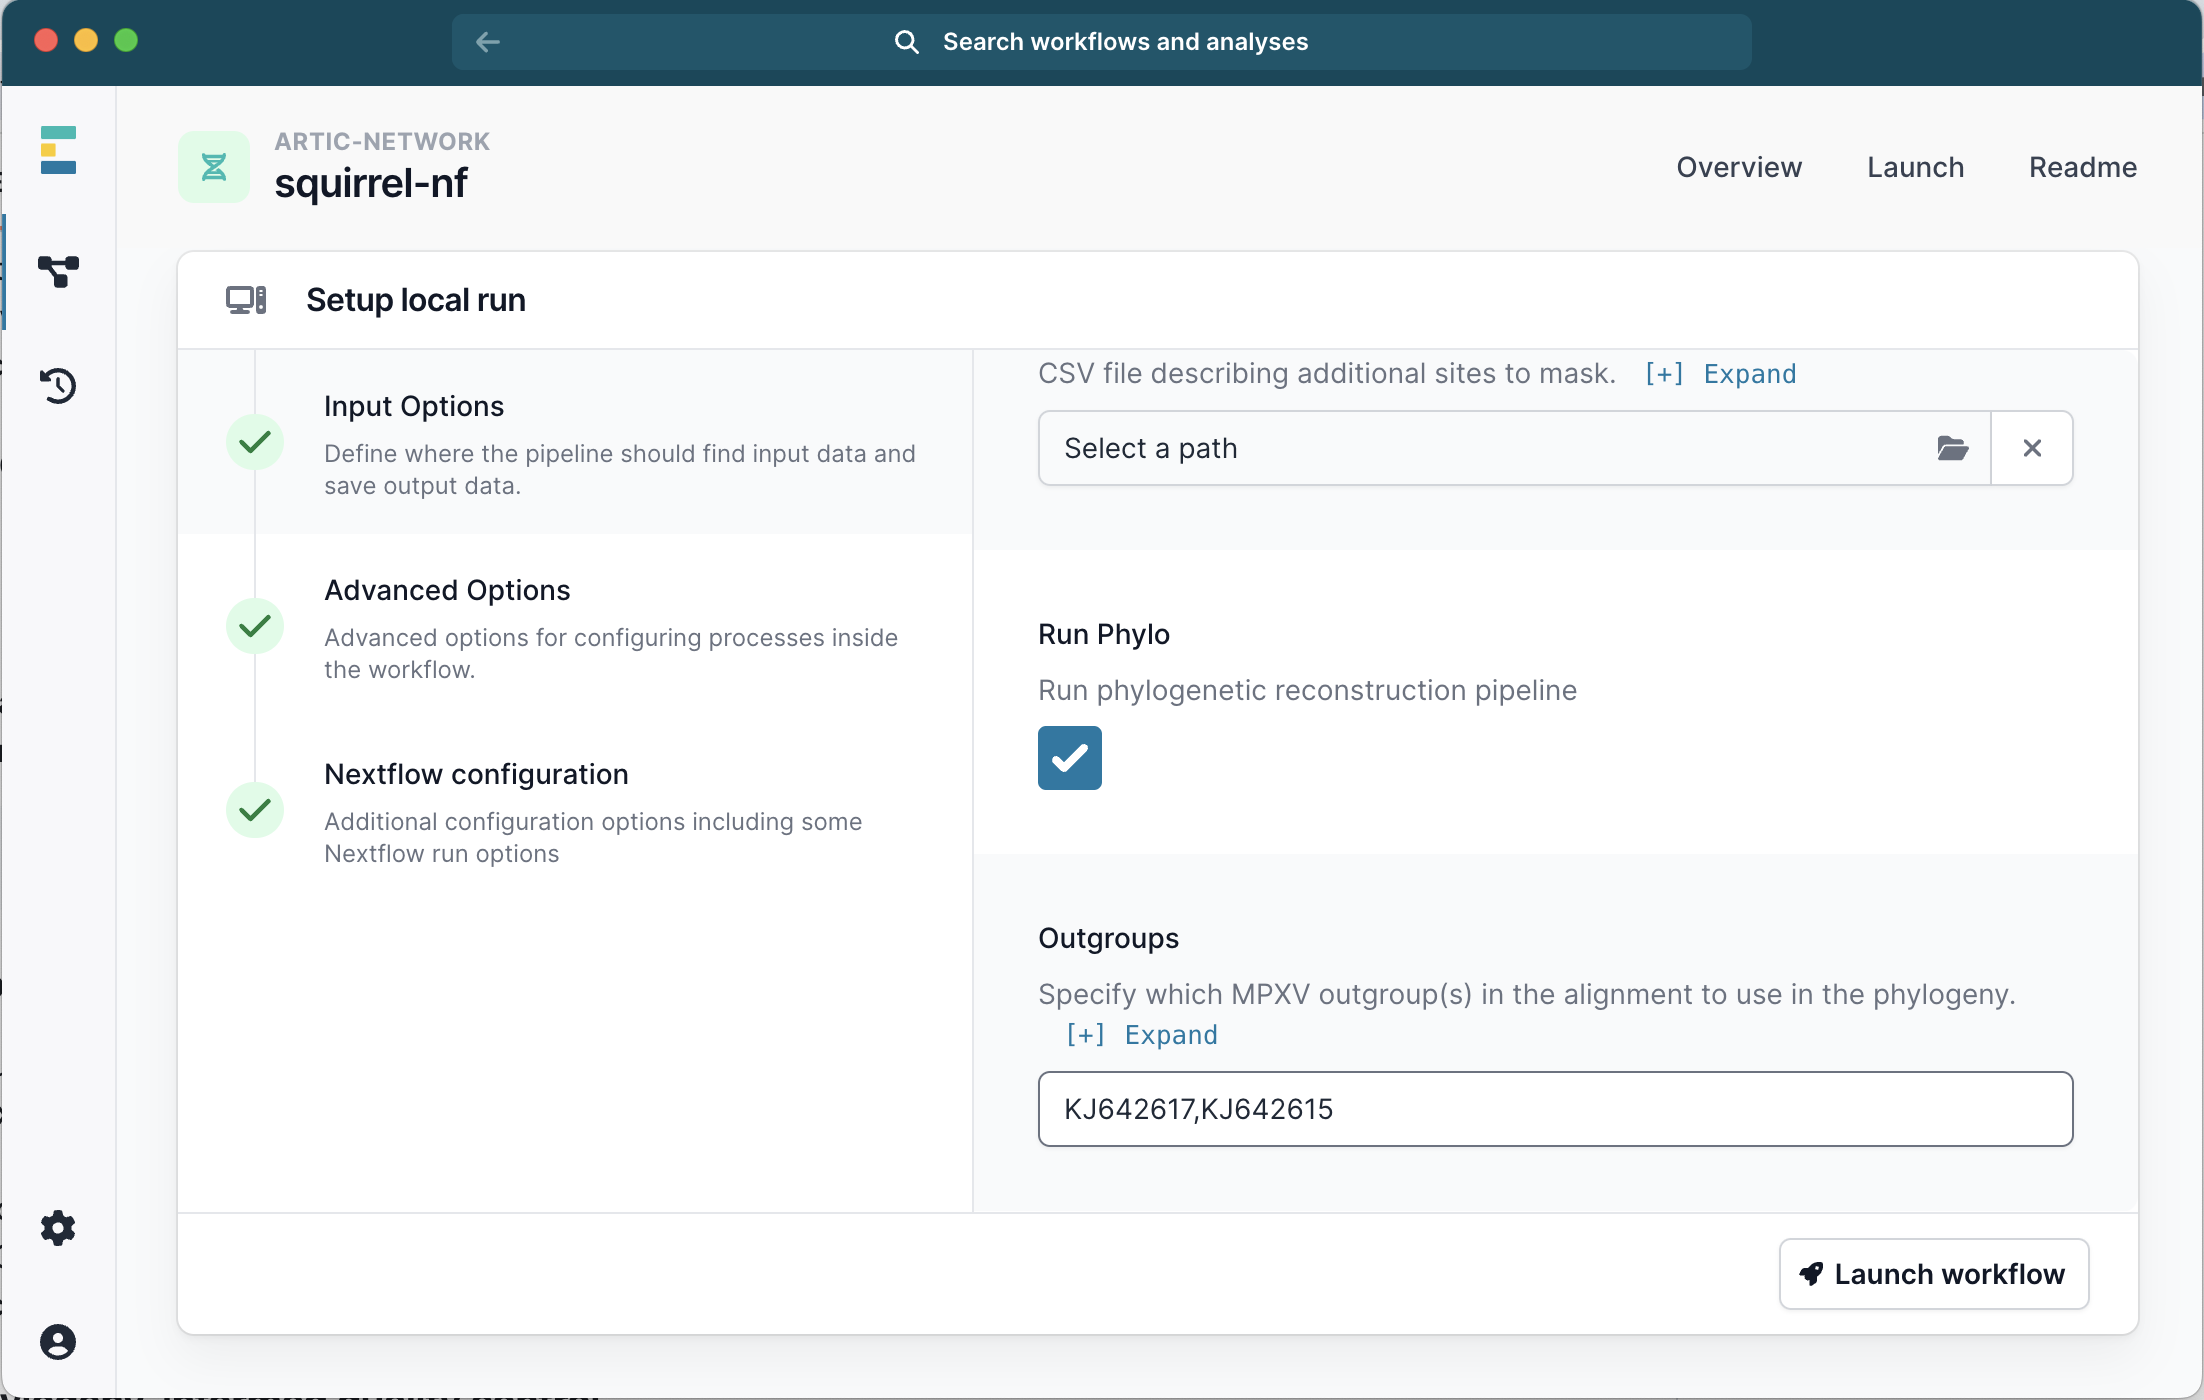 Search workflows and analyses
ARTIC-NETWORK
squirrel-nf
Overview
Launch
Readme
Setup local run
Input Options
Define where the pipeline should find input data and
save output data.
Advanced Options
Advanced options for configuring processes inside
the workflow.
Nextflow configuration
Additional configuration options including some
Nextflow run options
CSV file describing additional sites to mask. [+] Expand
Select a path
Run Phylo
Run phylogenetic reconstruction pipeline
Outgroups
Specify which MPXV outgroup(s) in the alignment to use in the phylogeny.
[+] Expand
KJ642617,KJ642615
Launch workflow